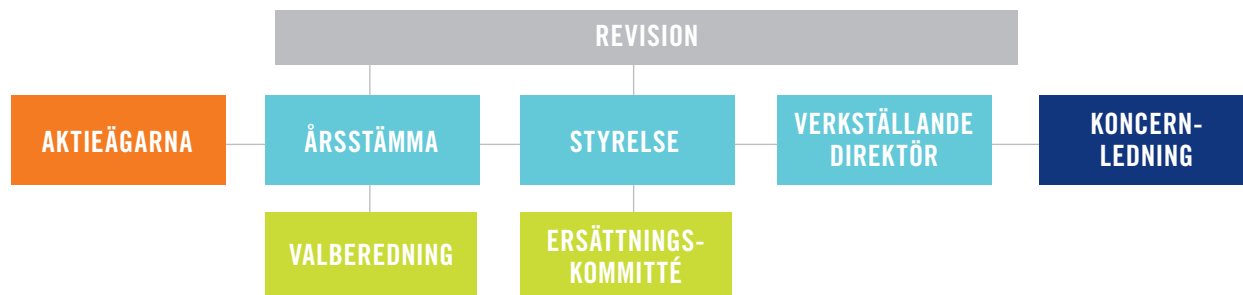 REVISION
AKTIEÄGARNA
ÅRSSTÄMMA
STYRELSE
VERKSTÄLLANDE
DIREKTÖR
KONCERN-
LEDNING
VALBEREDNING
ERSÄTTNINGS-
KOMMITTÉ